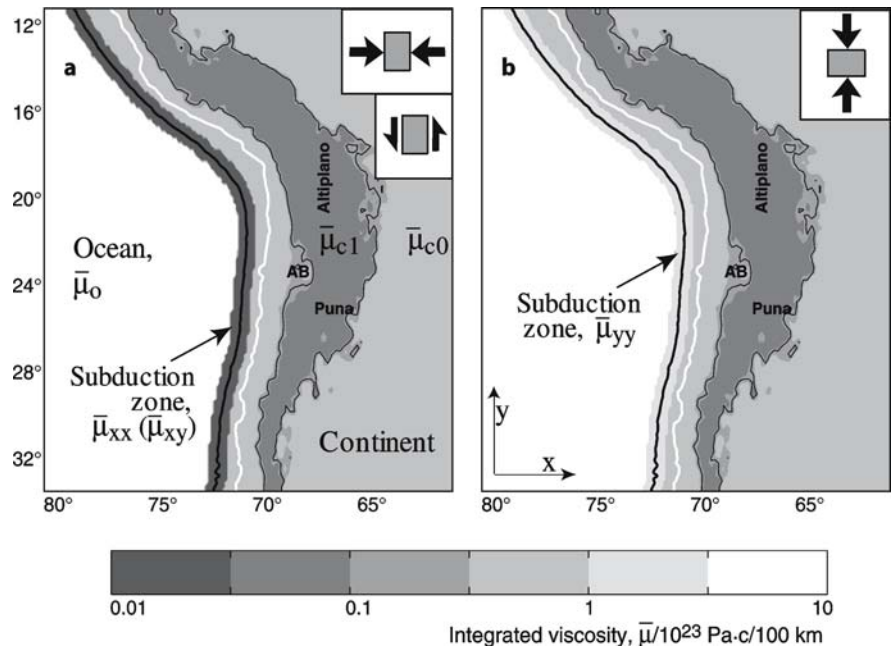 12°
16°
20°
24°
28°
32°
a
Altiplano
μ̄c1
μ̄c0
Ocean,
μ̄o
AB
Puna
Subduction
zone,
μ̄xx (μ̄xy)
Continent
80°
75°
70°
65°
b
Altiplano
AB
Subduction
zone, μ̄yy
Puna
y
x
80°
75°
70°
65°
0.01
0.1
1
10
Integrated viscosity, μ̄/10²³ Pa·c/100 km